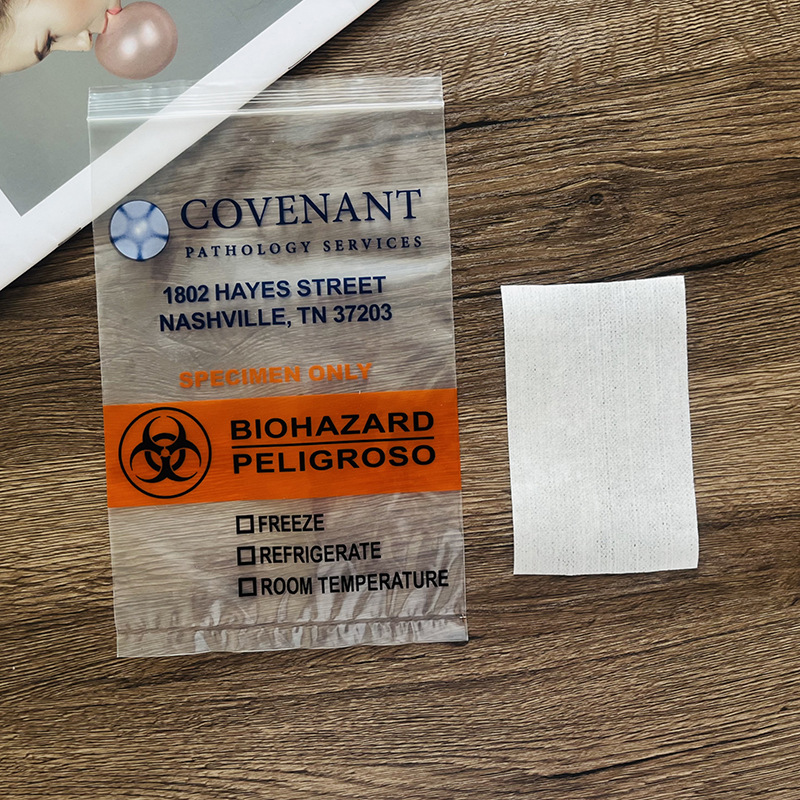 COVENANT
PATHOLOGY SERVICES
1802 HAYES STREET
NASHVILLE, TN 37203
SPECIMEN ONLY
BIOHAZARD
PELIGROSO
FREEZE
REFRIGERATE
ROOM TEMPERATURE